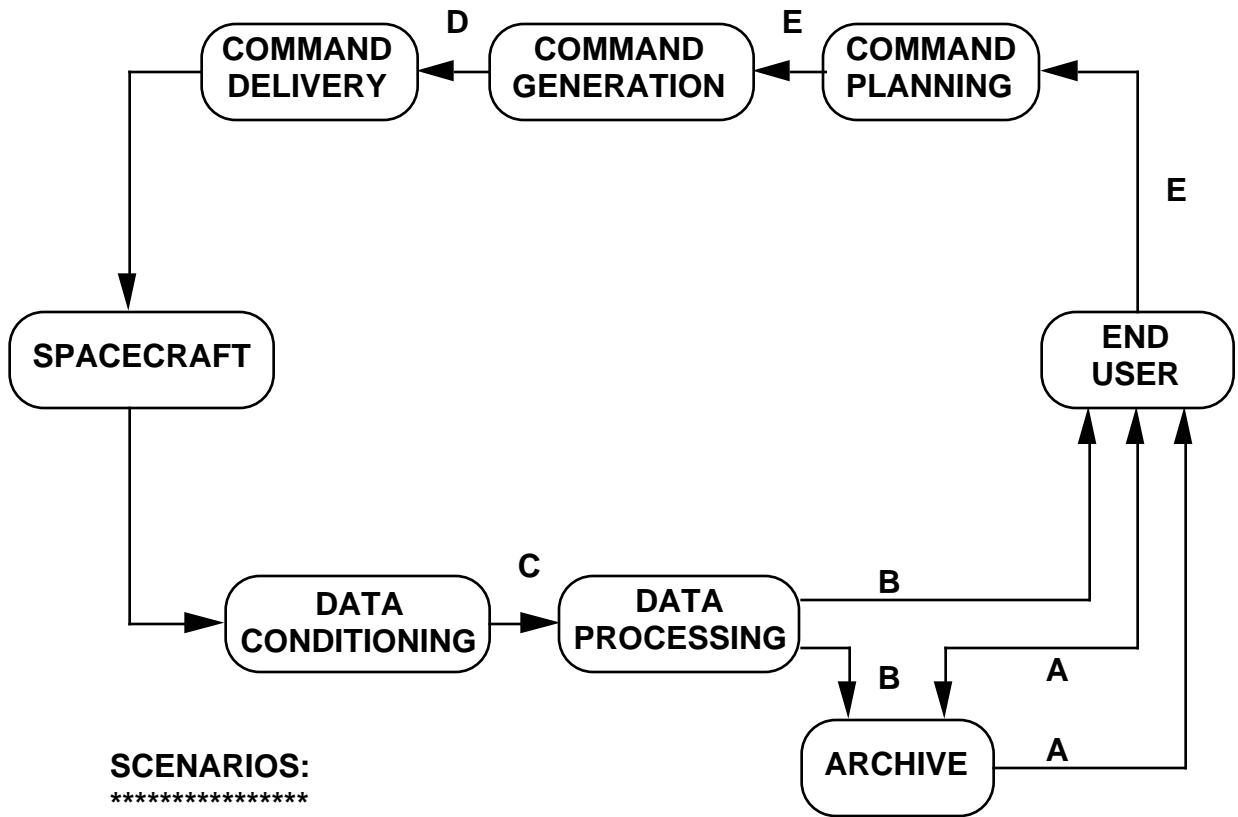 D
E
COMMAND
DELIVERY
COMMAND
GENERATION
COMMAND
PLANNING
E
SPACECRAFT
END
USER
C
DATA
CONDITIONING
DATA
PROCESSING
B
B
A
ARCHIVE
A
SCENARIOS:
****************